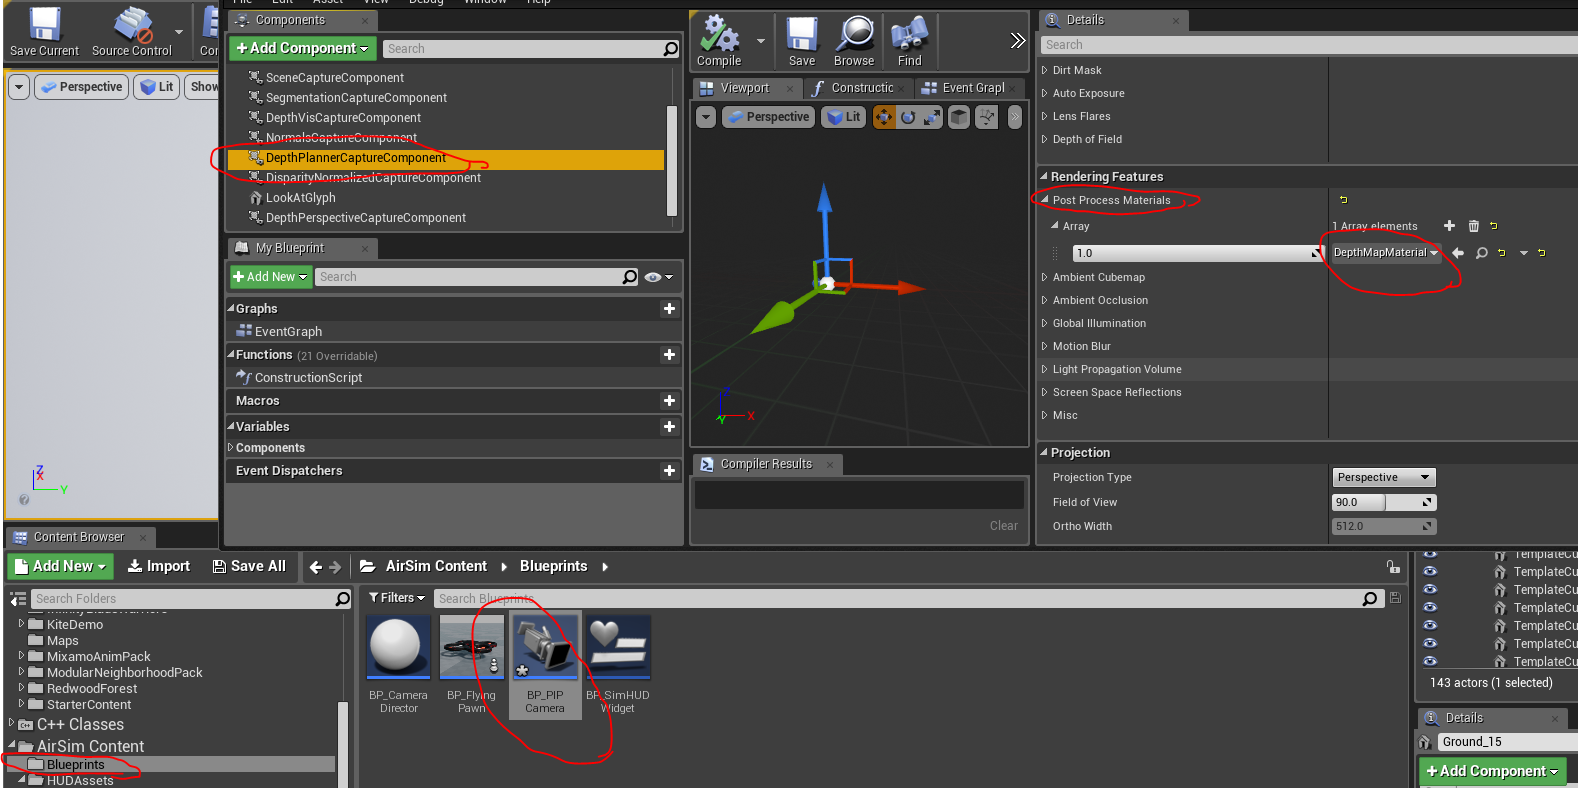 File Edit Asset View Debug Window Help
Save Current
Source Control
Perspective
Lit
Show
Z
X
Y
Components
Add Component
Search
SceneCaptureComponent
SegmentationCaptureComponent
DepthVisCaptureComponent
NormalsCaptureComponent
DepthPlannerCaptureComponent
DisparityNormalizedCaptureComponent
LookAtGlyph
DepthPerspectiveCaptureComponent
My Blueprint
Add New
Search
Graphs
EventGraph
Functions (21 Overridable)
ConstructionScript
Macros
Variables
Components
Event Dispatchers
Compile
Save
Browse
Find
Viewport
Constructic
Event Grapl
Perspective
Lit
X
Y
Compiler Results
Clear
Details
Search
Dirt Mask
Auto Exposure
Lens Flares
Depth of Field
Rendering Features
Post Process Materials
Array
1 Array elements
1.0
DepthMapMaterial
Ambient Cubemap
Ambient Occlusion
Global Illumination
Motion Blur
Light Propagation Volume
Screen Space Reflections
Misc
Projection
Projection Type
Perspective
Field of View
90.0
Ortho Width
512.0
Content Browser
Add New
Import
Save All
AirSim Content
Blueprints
Search Folders
KiteDemo
Maps
MixamoAnimPack
ModularNeighborhoodPack
RedwoodForest
StarterContent
C++ Classes
AirSim Content
Blueprints
HUDAssets
Filters
Search Blueprints
BP_Camera
Director
BP_Flying
Pawn
BP_PIP
Camera
BP_SimHUD
Widget
TemplateCu
TemplateCu
TemplateCu
TemplateCu
TemplateCu
TemplateCu
TemplateCu
143 actors (1 selected)
Details
Ground_15
Add Component